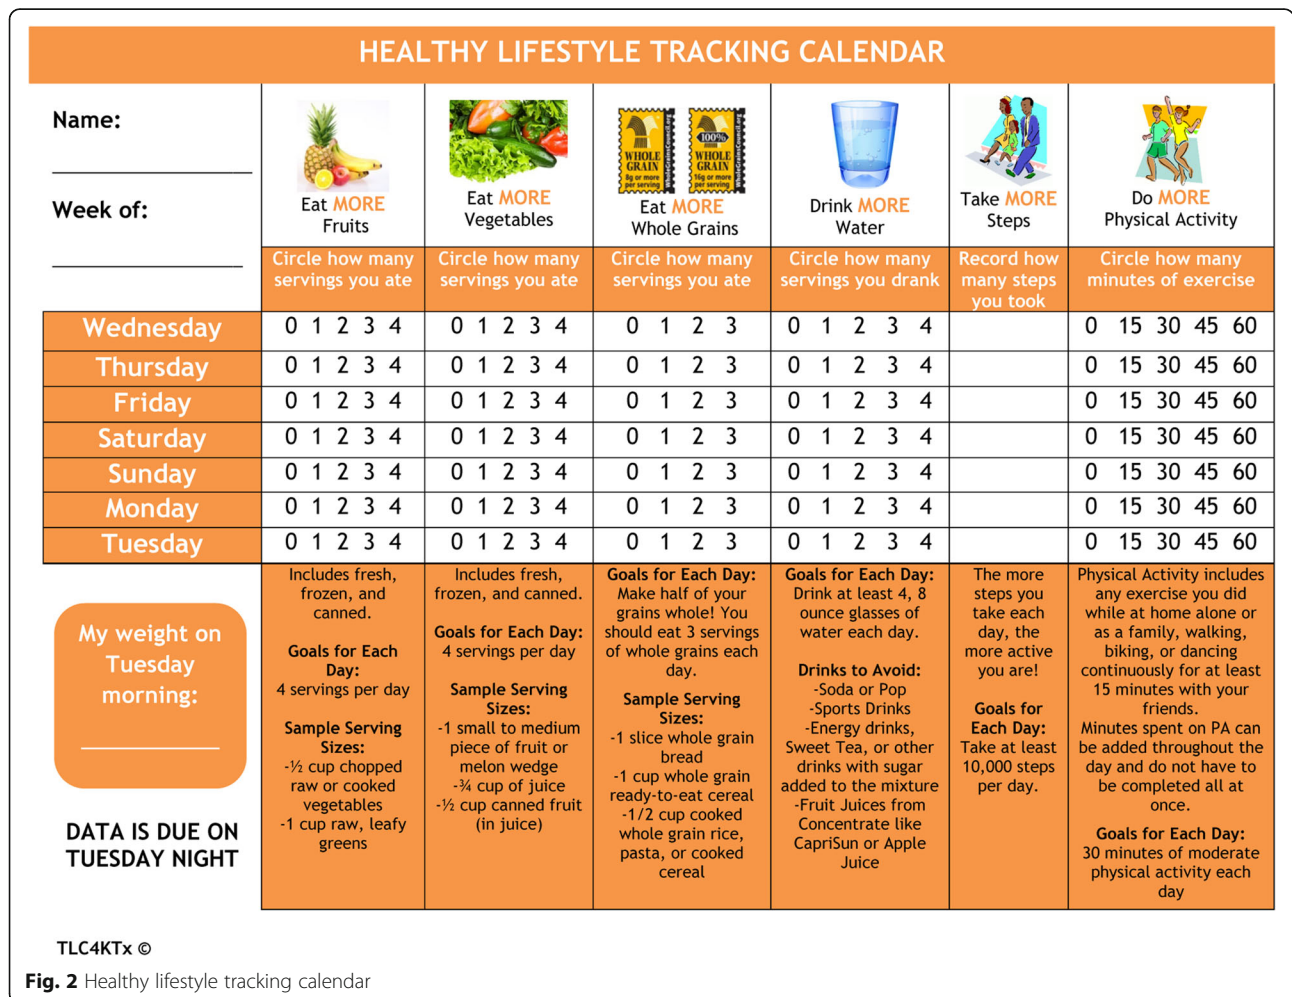 HEALTHY LIFESTYLE TRACKING CALENDAR
Name:
Week of:
Eat MORE
Fruits
Eat MORE
Vegetables
WHOLE
GRAIN
8g or more
per serving
WholeGrainsCouncil.org
100%
WHOLE
GRAIN
16g or more
per serving
WholeGrainsCouncil.org
Eat MORE
Whole Grains
Drink MORE
Water
Take MORE
Steps
Do MORE
Physical Activity
Circle how many
servings you ate
Circle how many
servings you ate
Circle how many
servings you ate
Circle how many
servings you drank
Record how
many steps
you took
Circle how many
minutes of exercise
Wednesday 0 1 2 3 4 0 1 2 3 4 0 1 2 3 0 1 2 3 4 0 15 30 45 60
Thursday 0 1 2 3 4 0 1 2 3 4 0 1 2 3 0 1 2 3 4 0 15 30 45 60
Friday 0 1 2 3 4 0 1 2 3 4 0 1 2 3 0 1 2 3 4 0 15 30 45 60
Saturday 0 1 2 3 4 0 1 2 3 4 0 1 2 3 0 1 2 3 4 0 15 30 45 60
Sunday 0 1 2 3 4 0 1 2 3 4 0 1 2 3 0 1 2 3 4 0 15 30 45 60
Monday 0 1 2 3 4 0 1 2 3 4 0 1 2 3 0 1 2 3 4 0 15 30 45 60
Tuesday 0 1 2 3 4 0 1 2 3 4 0 1 2 3 0 1 2 3 4 0 15 30 45 60
My weight on
Tuesday
morning:
DATA IS DUE ON
TUESDAY NIGHT
Includes fresh,
frozen, and
canned.
Goals for Each
Day:
4 servings per day
Sample Serving
Sizes:
-½ cup chopped
raw or cooked
vegetables
-1 cup raw, leafy
greens
Includes fresh,
frozen, and canned.
Goals for Each Day:
4 servings per day
Sample Serving
Sizes:
-1 small to medium
piece of fruit or
melon wedge
-¾ cup of juice
-½ cup canned fruit
(in juice)
Goals for Each Day:
Make half of your
grains whole! You
should eat 3 servings
of whole grains each
day.
Sample Serving
Sizes:
-1 slice whole grain
bread
-1 cup whole grain
ready-to-eat cereal
-1/2 cup cooked
whole grain rice,
pasta, or cooked
cereal
Goals for Each Day:
Drink at least 4, 8
ounce glasses of
water each day.
Drinks to Avoid:
-Soda or Pop
-Sports Drinks
-Energy drinks,
Sweet Tea, or other
drinks with sugar
added to the mixture
-Fruit Juices from
Concentrate like
CapriSun or Apple
Juice
The more
steps you
take each
day, the
more active
you are!
Goals for
Each Day:
Take at least
10,000 steps
per day.
Physical Activity includes
any exercise you did
while at home alone or
as a family, walking,
biking, or dancing
continuously for at least
15 minutes with your
friends.
Minutes spent on PA can
be added throughout the
day and do not have to
be completed all at
once.
Goals for Each Day:
30 minutes of moderate
physical activity each
day
TLC4KTx ©
Fig. 2 Healthy lifestyle tracking calendar